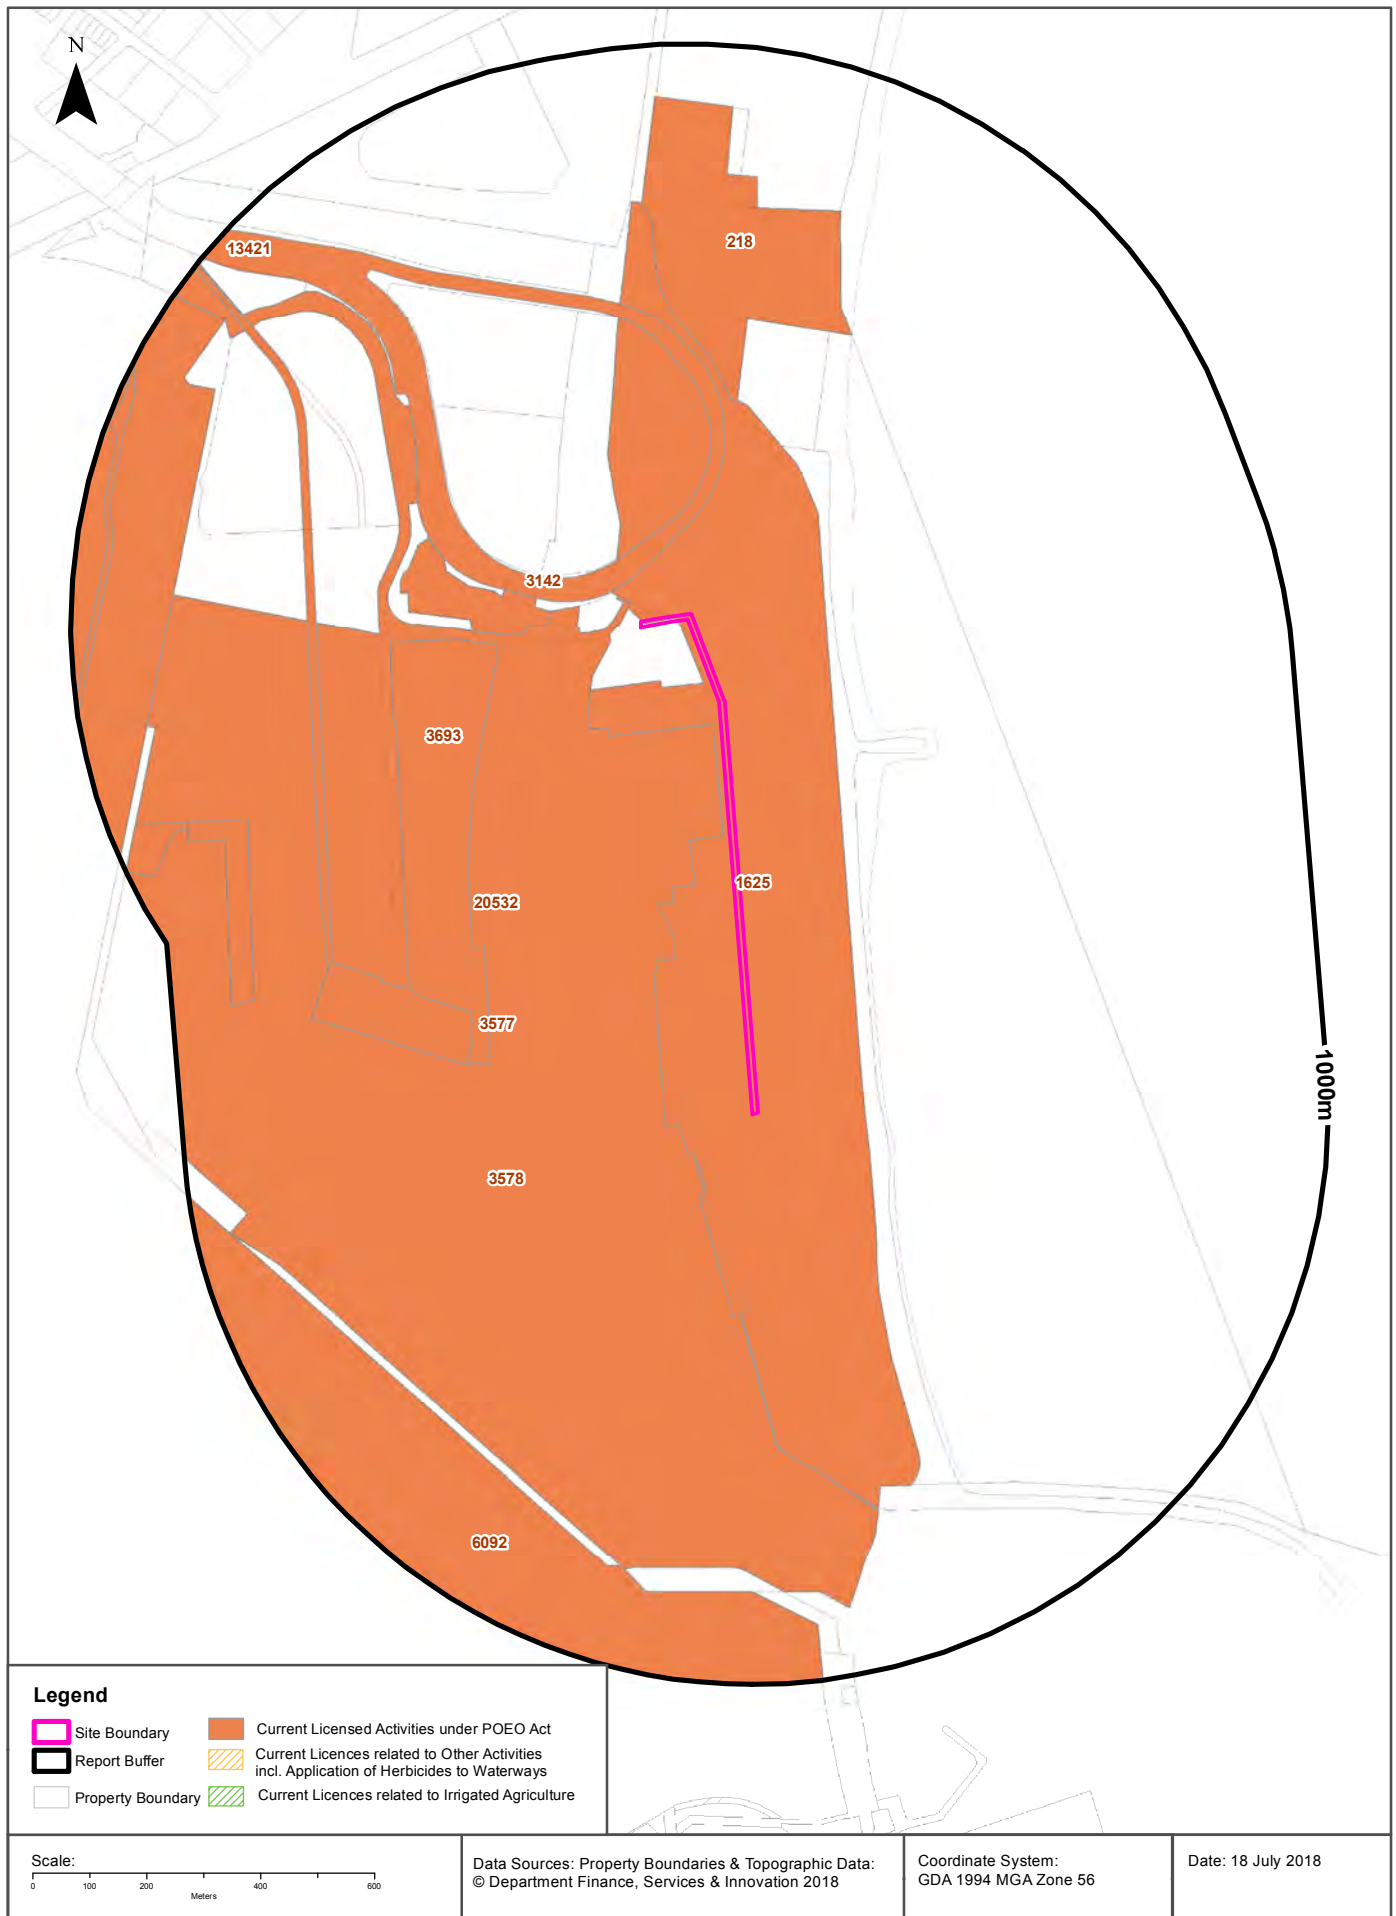 N
218
13421
3142
3693
1625
20532
3577
1000m
3578
6092
Legend
Site Boundary
Report Buffer
Property Boundary
Current Licensed Activities under POEO Act
Current Licences related to Other Activities
incl. Application of Herbicides to Waterways
Current Licences related to Irrigated Agriculture
Scale:
0 100 200 400 600
Meters
Data Sources: Property Boundaries & Topographic Data:
© Department Finance, Services & Innovation 2018
Coordinate System:
GDA 1994 MGA Zone 56
Date: 18 July 2018